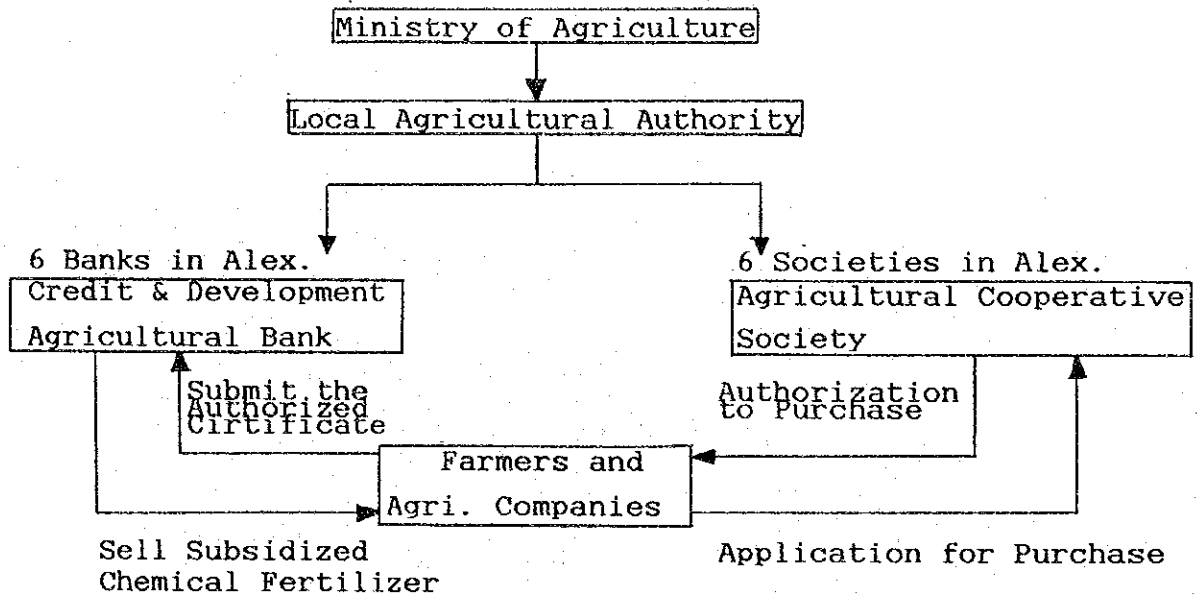 Ministry of Agriculture
Local Agricultural Authority
6 Banks in Alex.
Credit & Development
Agricultural Bank
6 Societies in Alex.
Agricultural Cooperative
Society
Submit the
Authorized
Cirtificate
Authorization
to Purchase
Farmers and
Agri. Companies
Sell Subsidized
Chemical Fertilizer
Application for Purchase